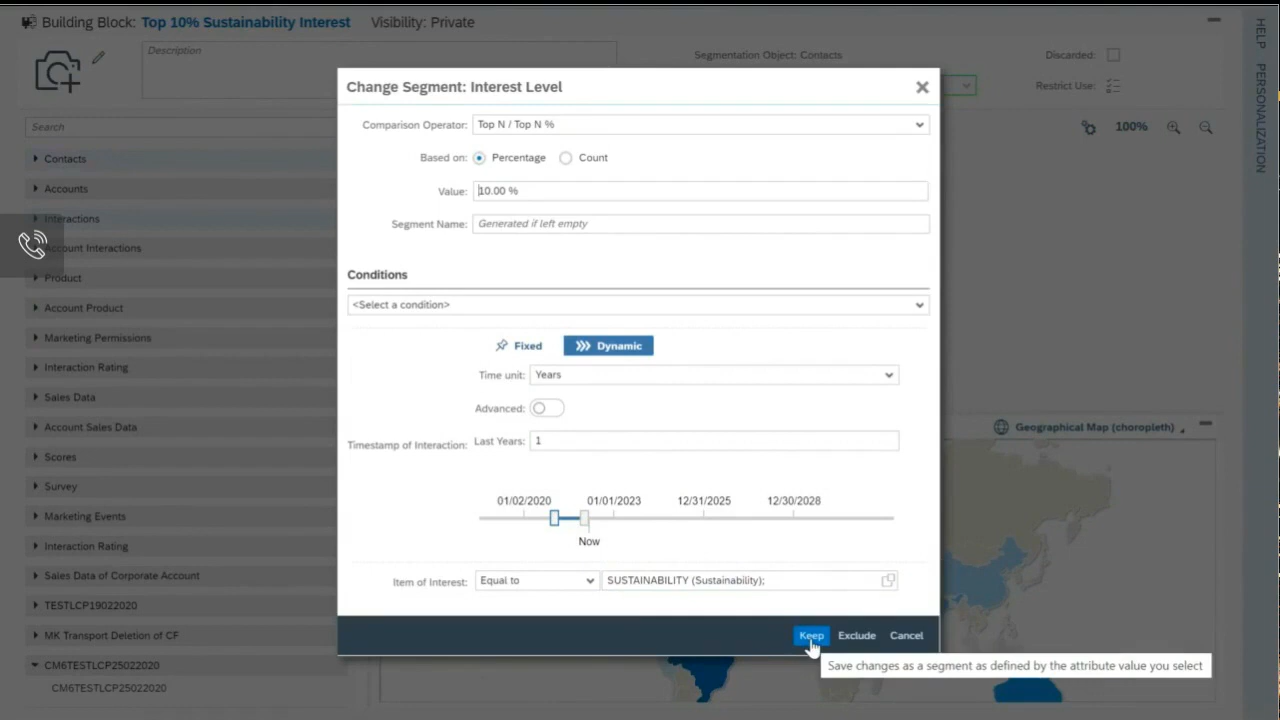 Building Block: Top 10% Sustainability Interest Visibility: Private
Description
Segmentation Object: Contacts
Discarded:
Restrict Use:
HELP PERSONALIZATION
100%
Search
Contacts
Accounts
Interactions
Account Interactions
Product
Account Product
Marketing Permissions
Interaction Rating
Sales Data
Account Sales Data
Scores
Survey
Marketing Events
Interaction Rating
Sales Data of Corporate Account
TESTLCP19022020
MK Transport Deletion of CF
CM6TESTLCP25022020
CM6TESTLCP25022020
Change Segment: Interest Level
Comparison Operator: Top N / Top N %
Based on: Percentage Count
Value: 10.00 %
Segment Name: Generated if left empty
Conditions
<Select a condition>
Fixed Dynamic
Time unit: Years
Advanced:
Timestamp of Interaction: Last Years: 1
01/02/2020 01/01/2023 12/31/2025 12/30/2028
Now
Item of Interest: Equal to SUSTAINABILITY (Sustainability);
Keep Exclude Cancel
Save changes as a segment as defined by the attribute value you select
Geographical Map (choropleth)